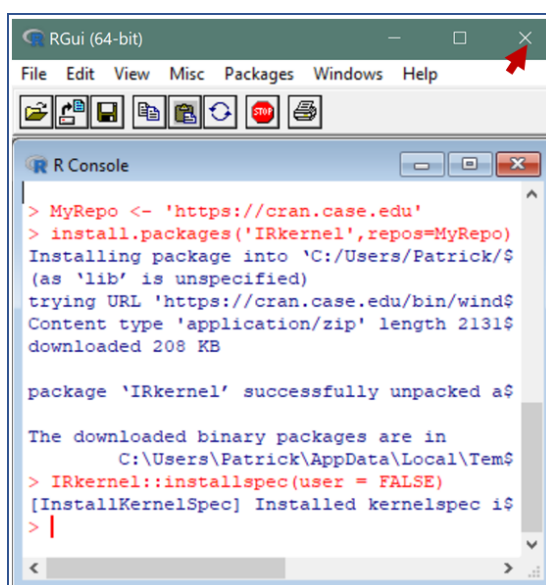 RGui (64-bit)
File Edit View Misc Packages Windows Help
STOP
R Console
> MyRepo <- 'https://cran.case.edu'
> install.packages('IRkernel',repos=MyRepo)
Installing package into ‘C:/Users/Patrick/$
(as ‘lib’ is unspecified)
trying URL 'https://cran.case.edu/bin/wind$
Content type 'application/zip' length 2131$
downloaded 208 KB
package ‘IRkernel’ successfully unpacked a$
The downloaded binary packages are in
C:\Users\Patrick\AppData\Local\Tem$
> IRkernel::installspec(user = FALSE)
[InstallKernelSpec] Installed kernelspec i$
>